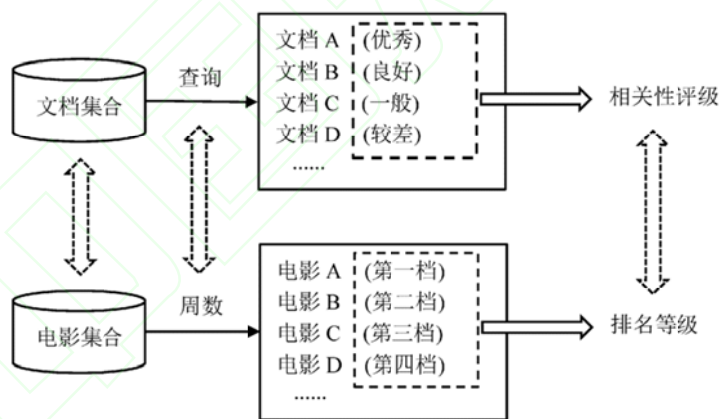 文档集合
查询
文档 A (优秀)
文档 B (良好)
文档 C (一般)
文档 D (较差)
......
相关性评级
电影集合
周数
电影 A (第一档)
电影 B (第二档)
电影 C (第三档)
电影 D (第四档)
......
排名等级